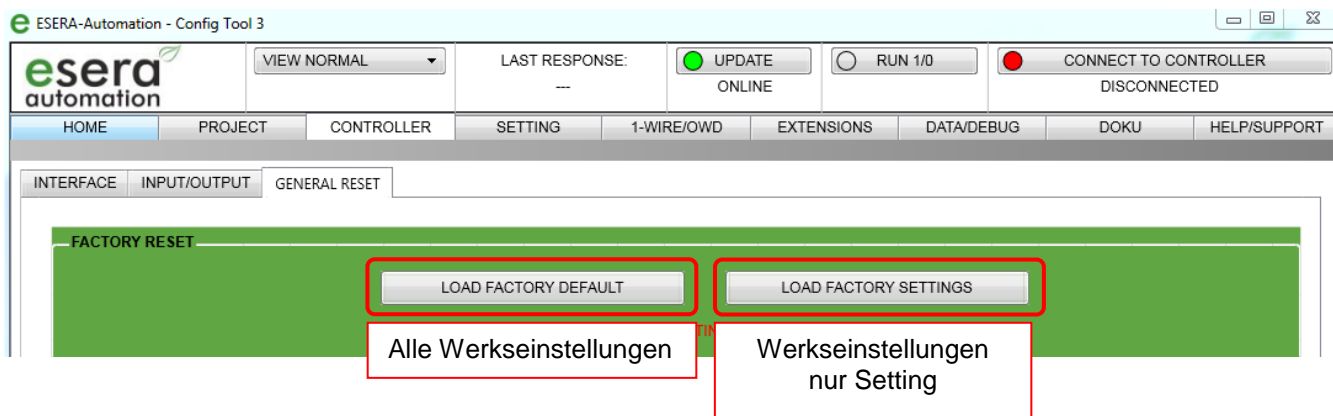 ESERA-Automation - Config Tool 3
esera automation
VIEW NORMAL
LAST RESPONSE:
---
UPDATE
ONLINE
RUN 1/0
CONNECT TO CONTROLLER
DISCONNECTED
HOME PROJECT CONTROLLER SETTING 1-WIRE/OWD EXTENSIONS DATA/DEBUG DOKU HELP/SUPPORT
INTERFACE INPUT/OUTPUT GENERAL RESET
FACTORY RESET
LOAD FACTORY DEFAULT LOAD FACTORY SETTINGS
Alle Werkseinstellungen
Werkseinstellungen
nur Setting